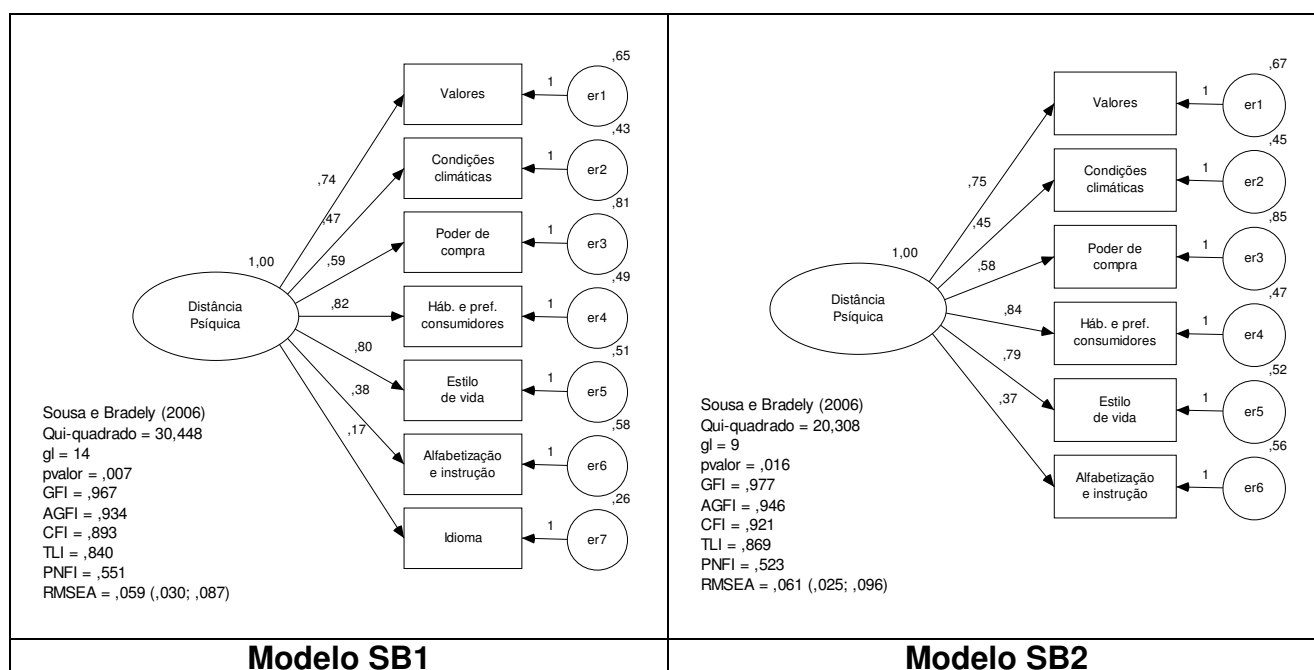 ,65
Valores
1
er1
,43
Condições
climáticas
1
er2
,81
Poder de
compra
1
er3
,49
Háb. e pref.
consumidores
1
er4
,51
Estilo
de vida
1
er5
,58
Alfabetização
e instrução
1
er6
,26
Idioma
1
er7
,74
,47
,59
,82
,80
,38
,17
1,00
Distância
Psíquica
Sousa e Bradely (2006)
Qui-quadrado = 30,448
gl = 14
pvalor = ,007
GFI = ,967
AGFI = ,934
CFI = ,893
TLI = ,840
PNFI = ,551
RMSEA = ,059 (,030; ,087)
Modelo SB1
,67
Valores
1
er1
,45
Condições
climáticas
1
er2
,85
Poder de
compra
1
er3
,47
Háb. e pref.
consumidores
1
er4
,52
Estilo
de vida
1
er5
,56
Alfabetização
e instrução
1
er6
,75
,45
,58
,84
,79
,37
1,00
Distância
Psíquica
Sousa e Bradely (2006)
Qui-quadrado = 20,308
gl = 9
pvalor = ,016
GFI = ,977
AGFI = ,946
CFI = ,921
TLI = ,869
PNFI = ,523
RMSEA = ,061 (,025; ,096)
Modelo SB2